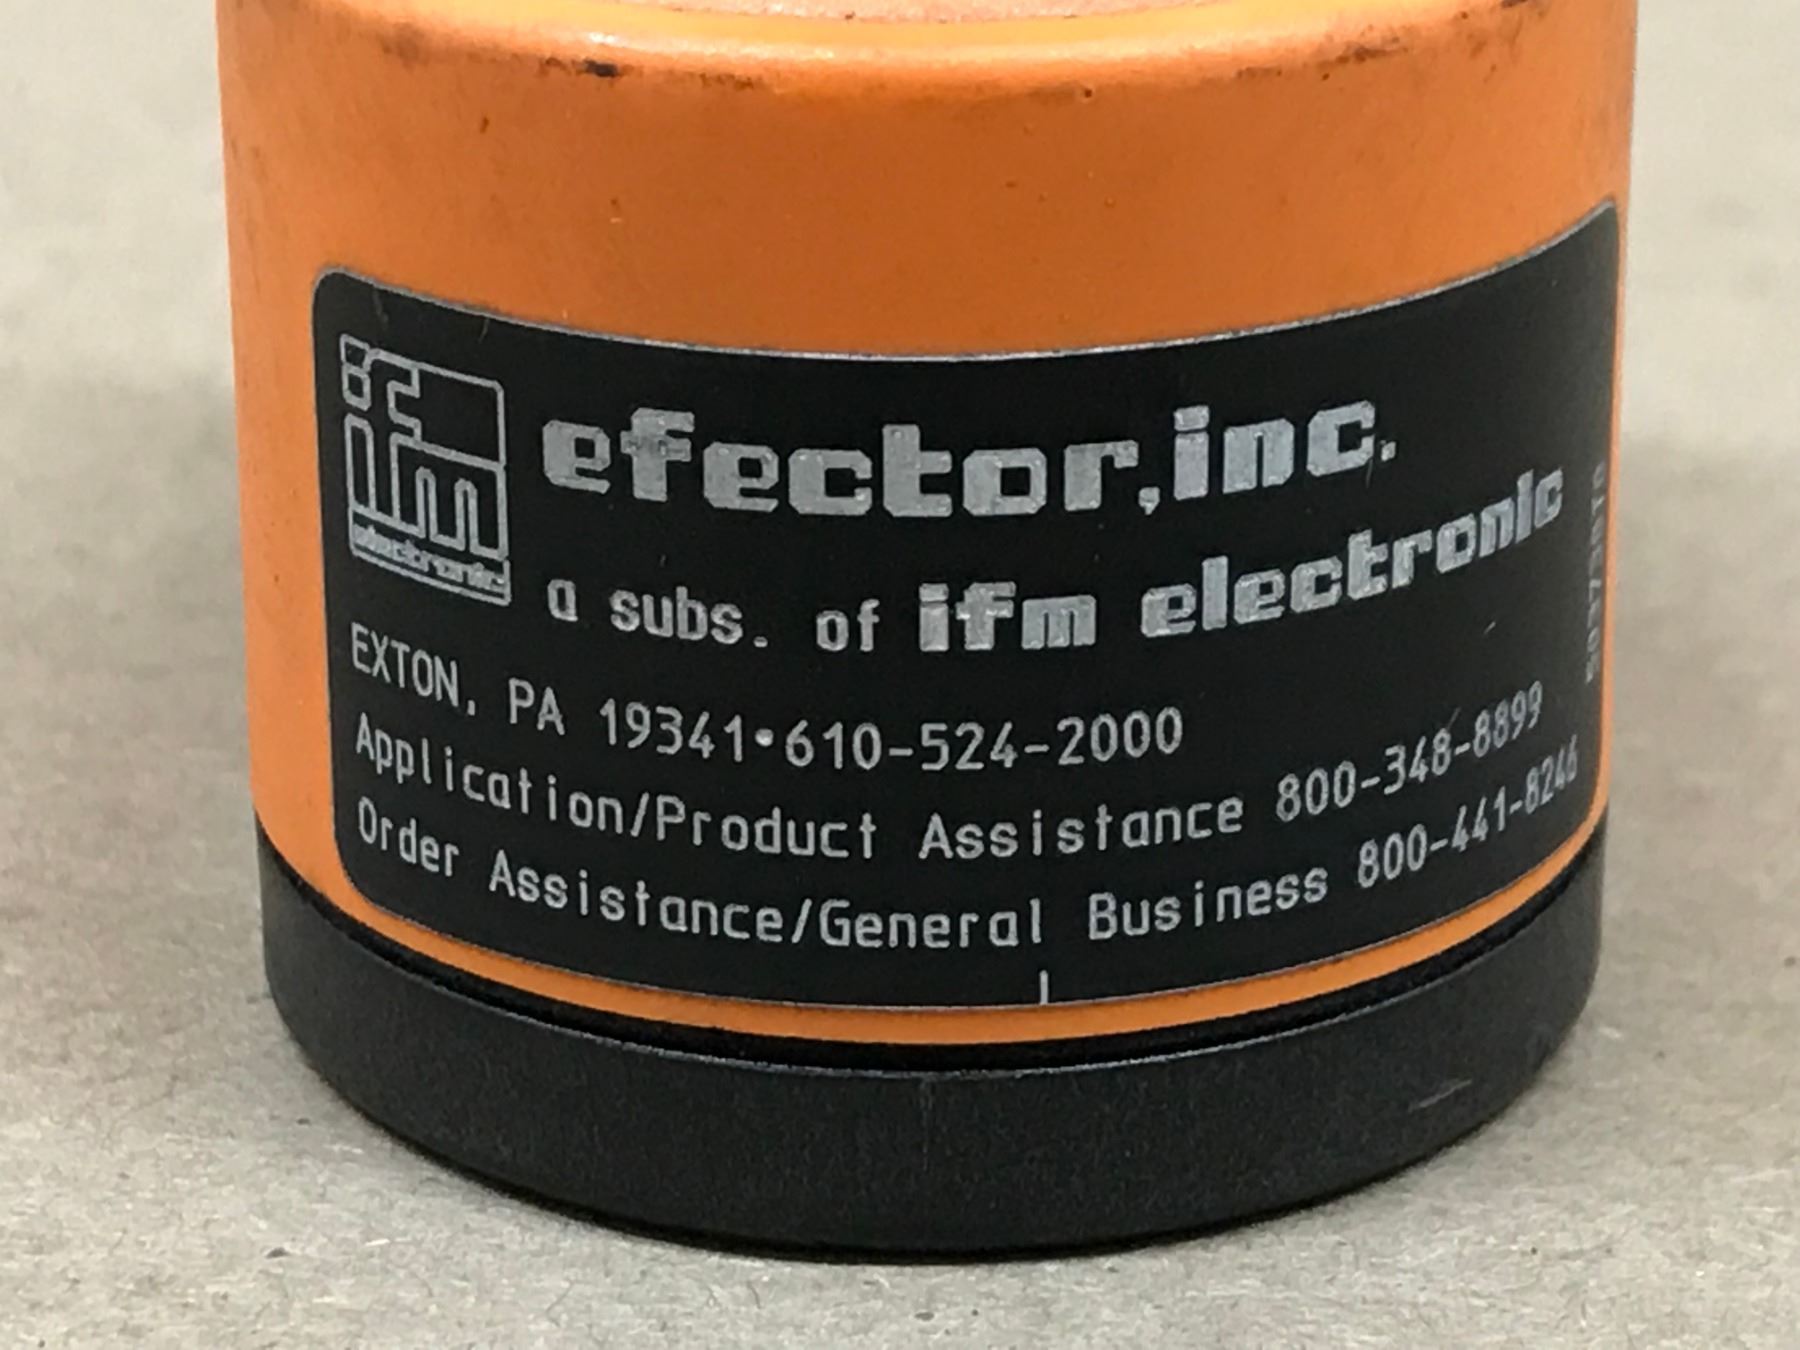 ifm
electronic
efector,inc.
a subs. of ifm electronic
EXTON, PA 19341•610-524-2000
Application/Product Assistance 800-348-8899
Order Assistance/General Business 800-441-8246